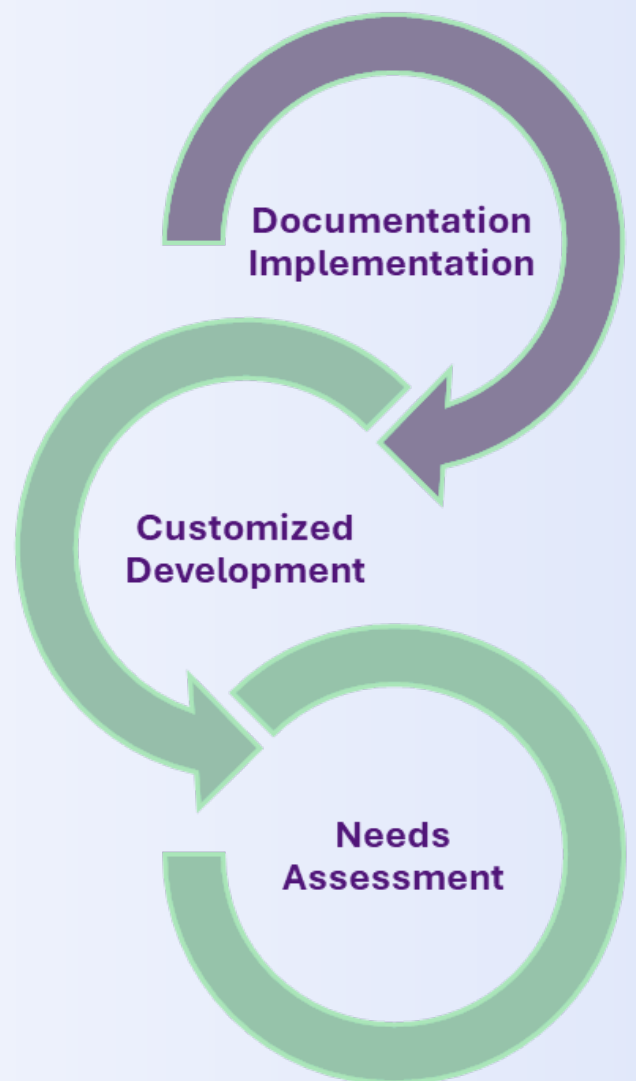 Documentation
Implementation
Customized
Development
Needs
Assessment